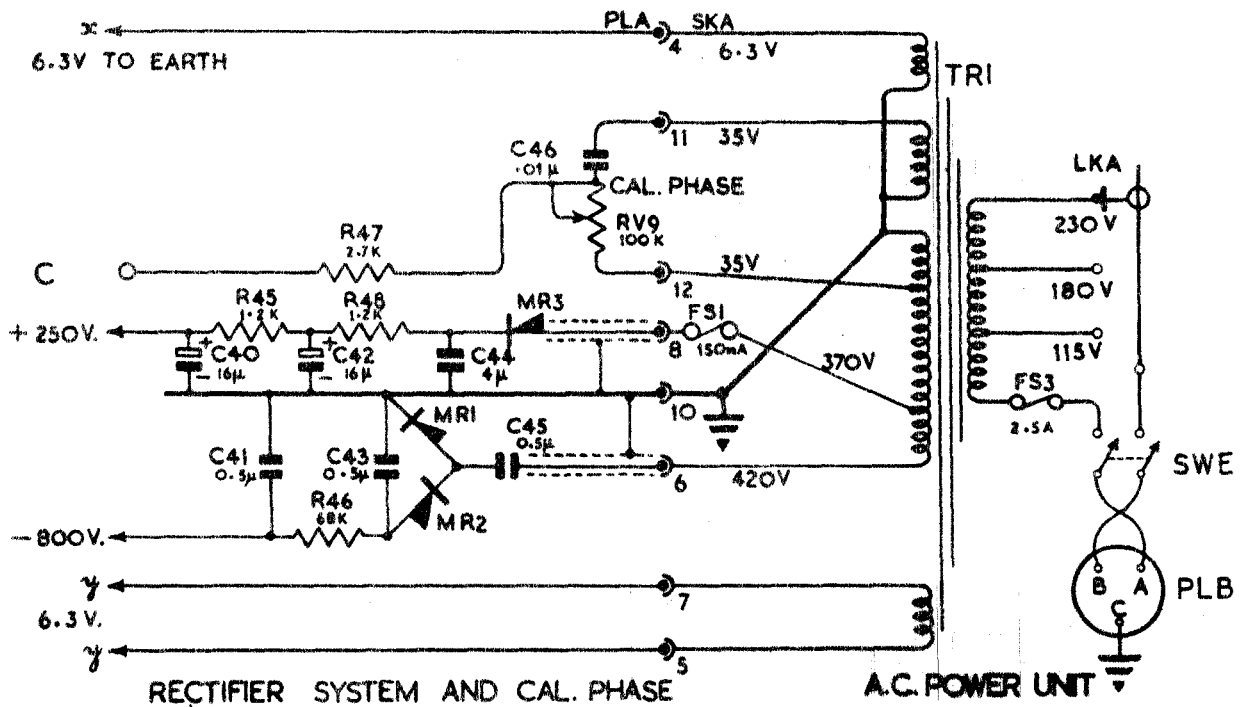 x
PLA
SKA
4
6.3 V
6.3V TO EARTH
TR1
11
35V
C46
.01µ
CAL. PHASE
LKA
230V
RV9
100K
R47
2.7K
C
12
35V
180V
R45
1.2K
R48
1.2K
MR3
FS1
150mA
8
+ 250V.
+
C40
- 16µ
+
C42
- 16µ
C44
4µ
370V
115V
FS3
2.5A
10
MR1
C45
0.5µ
C41
0.5µ
C43
0.5µ
6
420V
SWE
R46
68K
MR2
- 800V.
y
7
B
A
C
PLB
6.3 V.
y
5
RECTIFIER SYSTEM AND CAL. PHASE
A.C. POWER UNIT